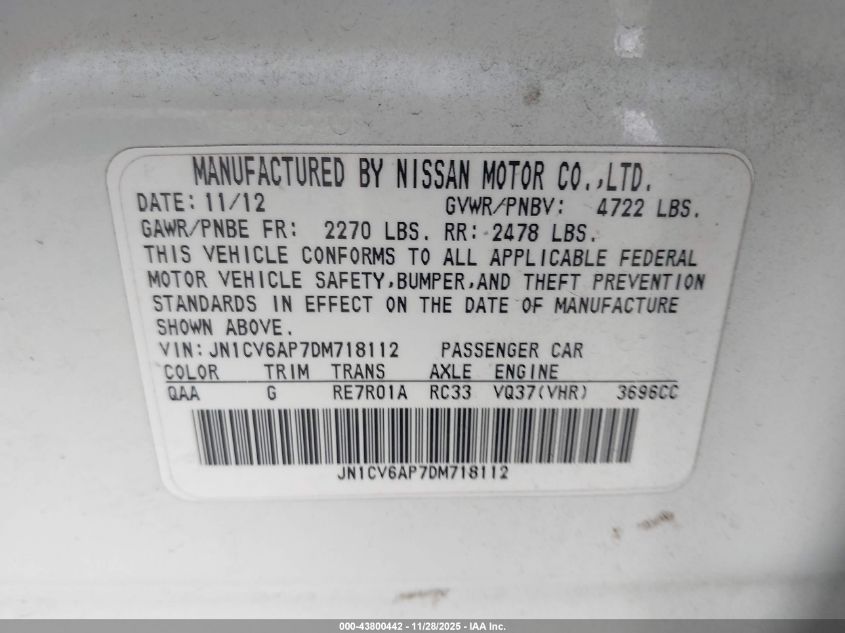 MANUFACTURED BY NISSAN MOTOR CO.,LTD.
DATE: 11/12 GVWR/PNBV: 4722 LBS.
GAWR/PNBE FR: 2270 LBS. RR: 2478 LBS.
THIS VEHICLE CONFORMS TO ALL APPLICABLE FEDERAL
MOTOR VEHICLE SAFETY,BUMPER,AND THEFT PREVENTION
STANDARDS IN EFFECT ON THE DATE OF MANUFACTURE
SHOWN ABOVE.
VIN: JN1CV6AP7DM718112 PASSENGER CAR
COLOR TRIM TRANS AXLE ENGINE
QAA G RE7R01A RC33 VQ37(VHR) 3696CC
JN1CV6AP7DM718112
000-43800442 - 11/28/2025 - IAA Inc.